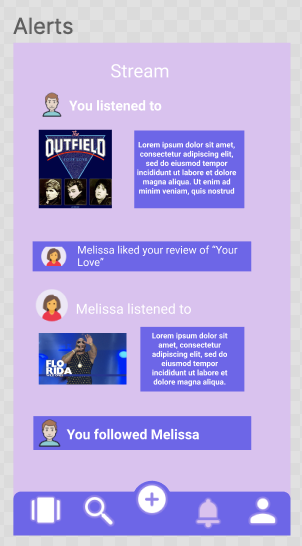 Alerts
Stream
You listened to
The
OUTFIELD
Lorem ipsum dolor sit amet,
consectetur adipiscing elit,
sed do eiusmod tempor
incididunt ut labore et dolore
magna aliqua. Ut enim ad
minim veniam, quis nostrud
Melissa liked your review of “Your
Love”
Melissa listened to
FLO
RIDA
Lorem ipsum dolor sit
amet, consectetur
adipiscing elit, sed do
eiusmod tempor
incididunt ut labore et
dolore magna aliqua.
You followed Melissa